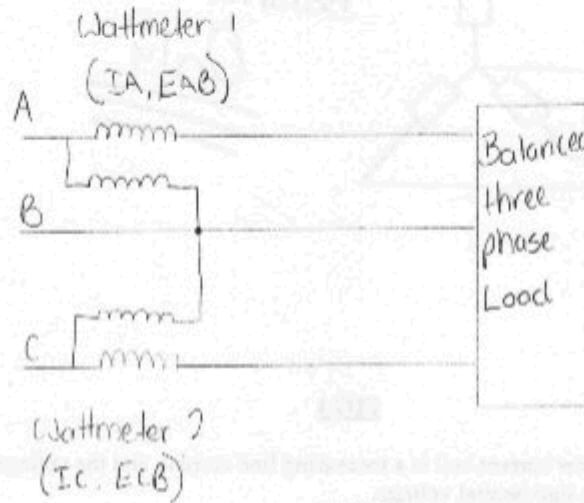 Wattmeter 1
(IA, EAB)
A
Balanced
three
phase
Load
B
C
Wattmeter 2
(IC. ECB)